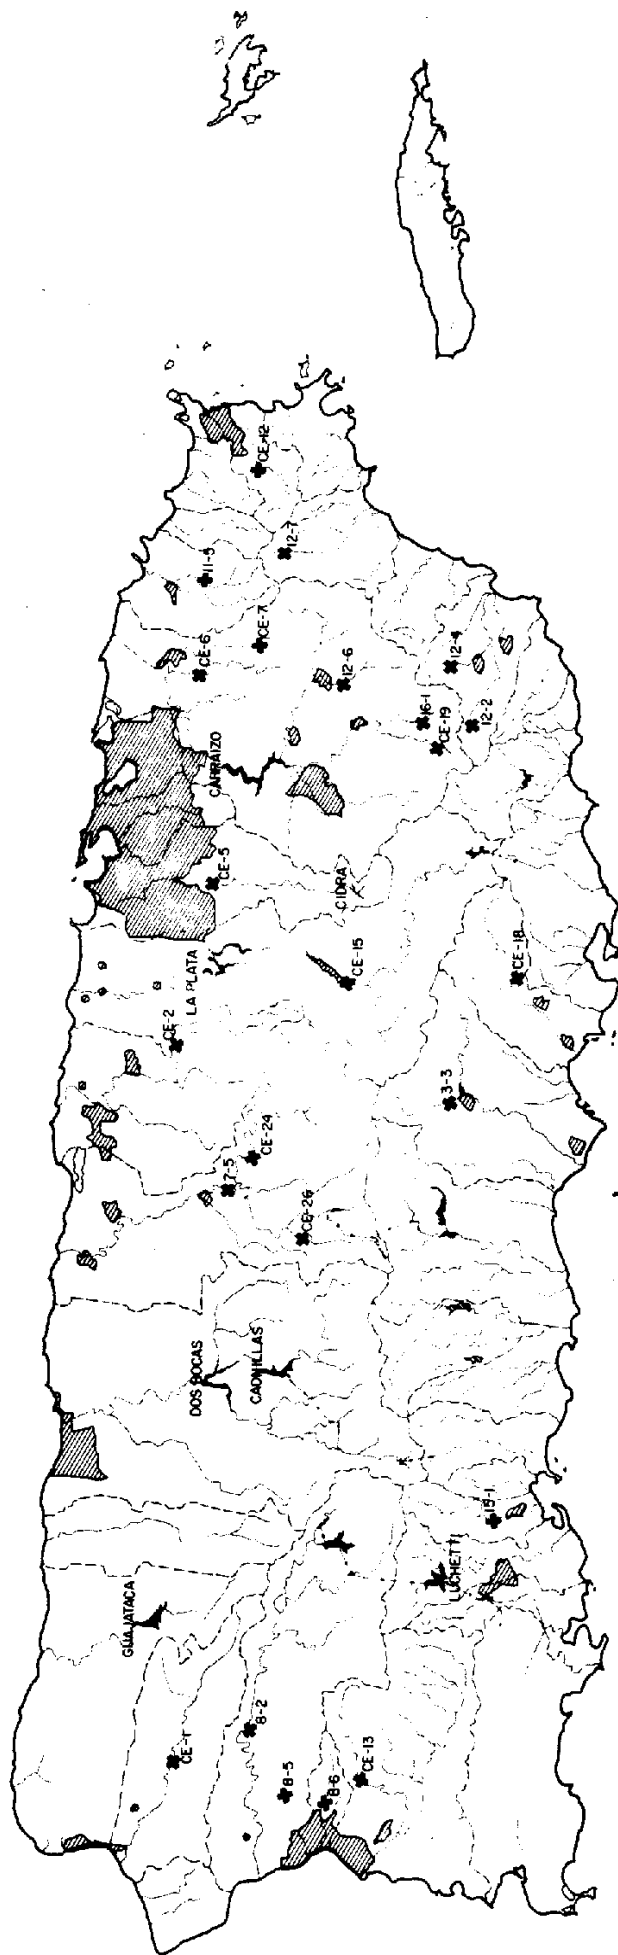 CE-12
12-7
11-5
CE-7
CE-6
12-6
12-4
16-1
CE-19
12-2
CARRAIZO
CE-5
CIDRA
LA PLATA
CE-15
CE-18
CE-2
3-3
CE-24
7-5
CE-26
DOS BOCAS
CAONILLAS
15-1
LUCHETTI
GUAJATACA
8-2
CE-1
8-5
8-6
CE-13